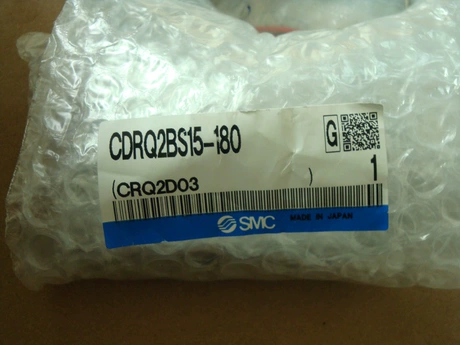 CDRQ2BS15-180
G
(CRQ2D03 )
1
SMC MADE IN JAPAN